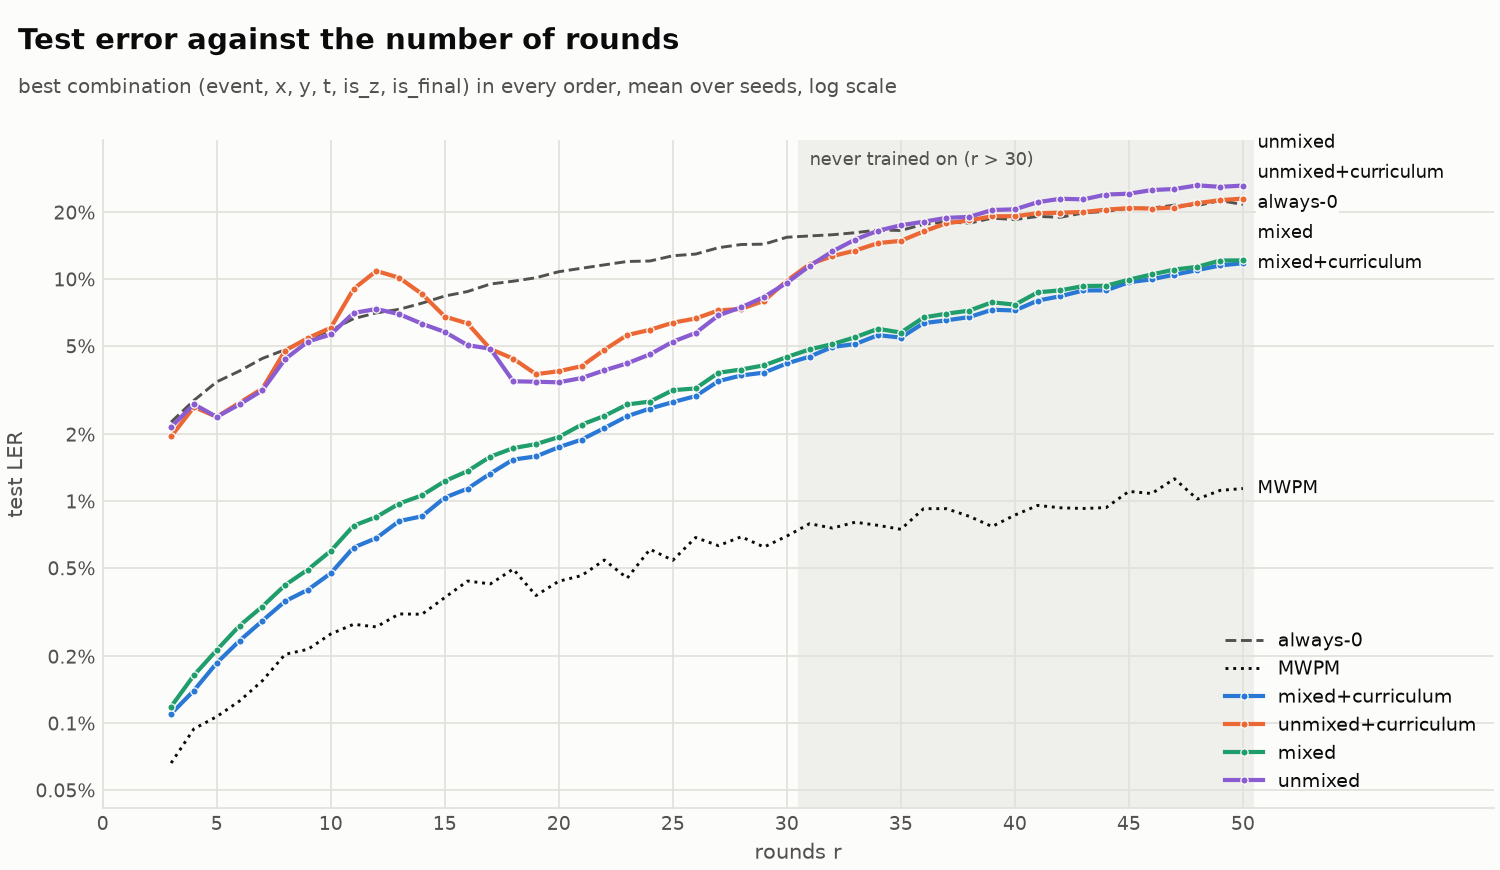 Test error against the number of rounds
best combination (event, x, y, t, is_z, is_final) in every order, mean over seeds, log scale
never trained on (r > 30)
unmixed
unmixed+curriculum
always-0
mixed
mixed+curriculum
MWPM
20%
10%
5%
2%
1%
0.5%
0.2%
0.1%
0.05%
test LER
always-0
MWPM
mixed+curriculum
unmixed+curriculum
mixed
unmixed
0 5 10 15 20 25 30 35 40 45 50
rounds r